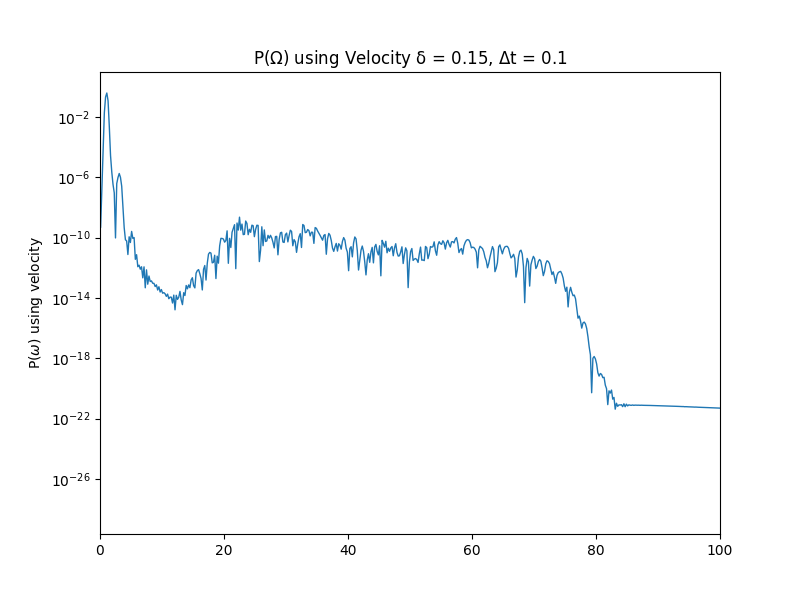 P(Ω) using Velocity δ = 0.15, Δt = 0.1
P(ω) using velocity
10⁻²
10⁻⁶
10⁻¹⁰
10⁻¹⁴
10⁻¹⁸
10⁻²²
10⁻²⁶
0 20 40 60 80 100